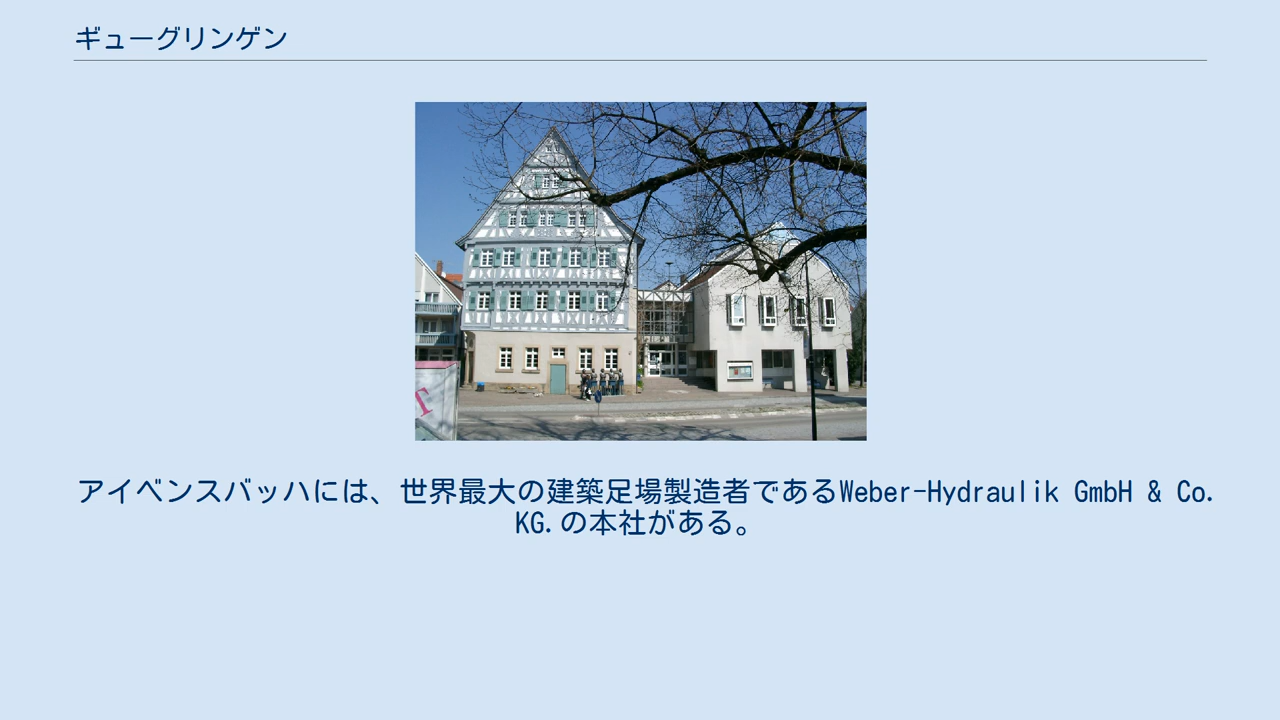 ギューグリンゲン
アイベンスバッハには、世界最大の建築足場製造者であるWeber-Hydraulik GmbH & Co.
KG.の本社がある。
T